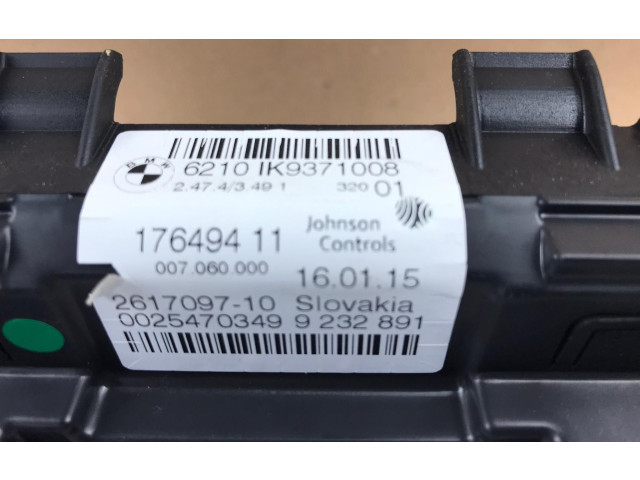 BMW
6210 IK9371008
2.47.4/3.49 1 320 01
176494 11
Johnson
Controls
007.060.000
16.01.15
2617097-10 Slovakia
0025470349 9 232 891